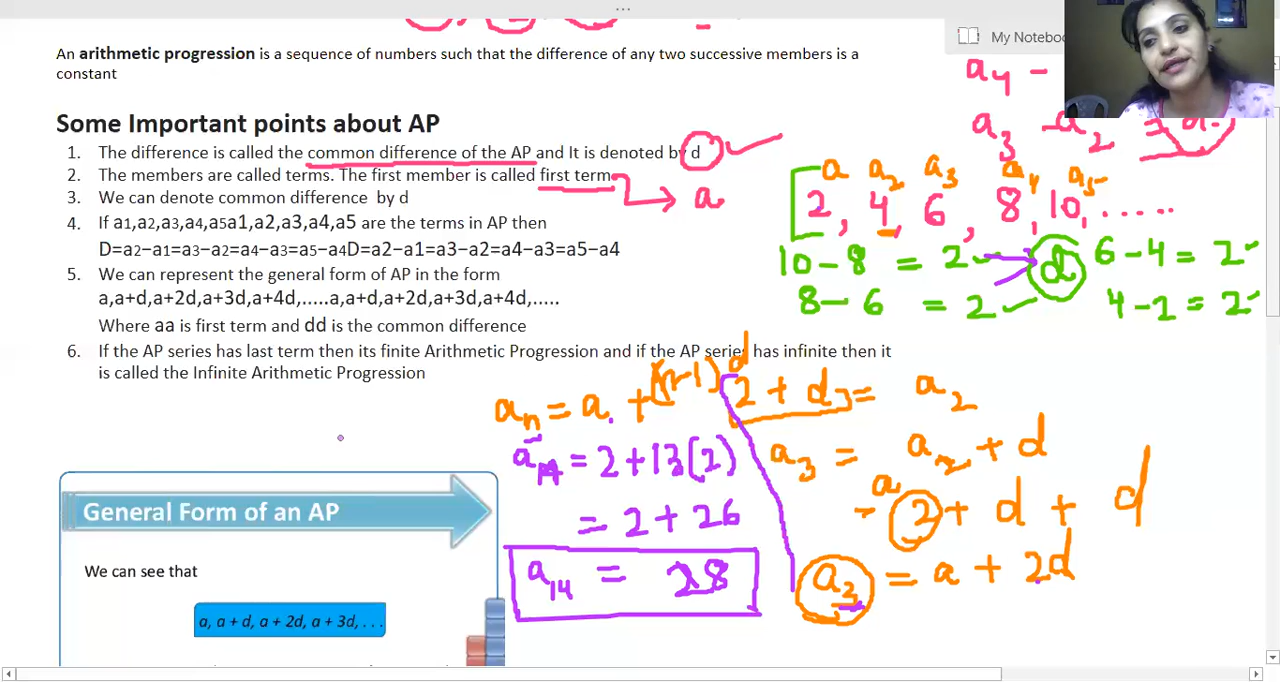 An arithmetic progression is a sequence of numbers such that the difference of any two successive members is a
constant
My Noteboo
a4 -
a3 - a2 = d.
Some Important points about AP
1. The difference is called the common difference of the AP and It is denoted by d
2. The members are called terms. The first member is called first term
a
3. We can denote common difference by d
4. If a1,a2,a3,a4,a5a1,a2,a3,a4,a5 are the terms in AP then
D=a2−a1=a3−a2=a4−a3=a5−a4D=a2−a1=a3−a2=a4−a3=a5−a4
5. We can represent the general form of AP in the form
a,a+d,a+2d,a+3d,a+4d,.....a,a+d,a+2d,a+3d,a+4d,.....
Where aa is first term and dd is the common difference
6. If the AP series has last term then its finite Arithmetic Progression and if the AP series has infinite then it
is called the Infinite Arithmetic Progression
a a2 a3 a4 a5
2, 4, 6, 8, 10, ......
10 - 8 = 2
d
6 - 4 = 2
8 - 6 = 2
4 - 2 = 2
an = a + (n-1) d
a14 = 2 + 13(2)
= 2 + 26
a14 = 28
2 + d = a2
a3 = a2 + d
a
= 2 + d + d
a3 = a + 2d
General Form of an AP
We can see that
a, a + d, a + 2d, a + 3d, . . .